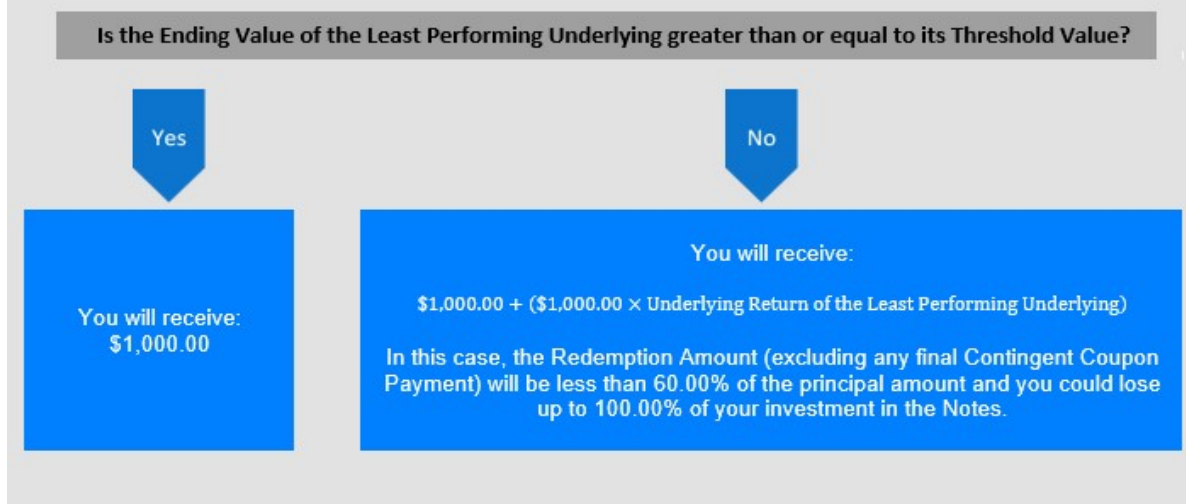 Is the Ending Value of the Least Performing Underlying greater than or equal to its Threshold Value?
Yes
No
You will receive:
$1,000.00
You will receive:
$1,000.00 + ($1,000.00 × Underlying Return of the Least Performing Underlying)
In this case, the Redemption Amount (excluding any final Contingent Coupon
Payment) will be less than 60.00% of the principal amount and you could lose
up to 100.00% of your investment in the Notes.